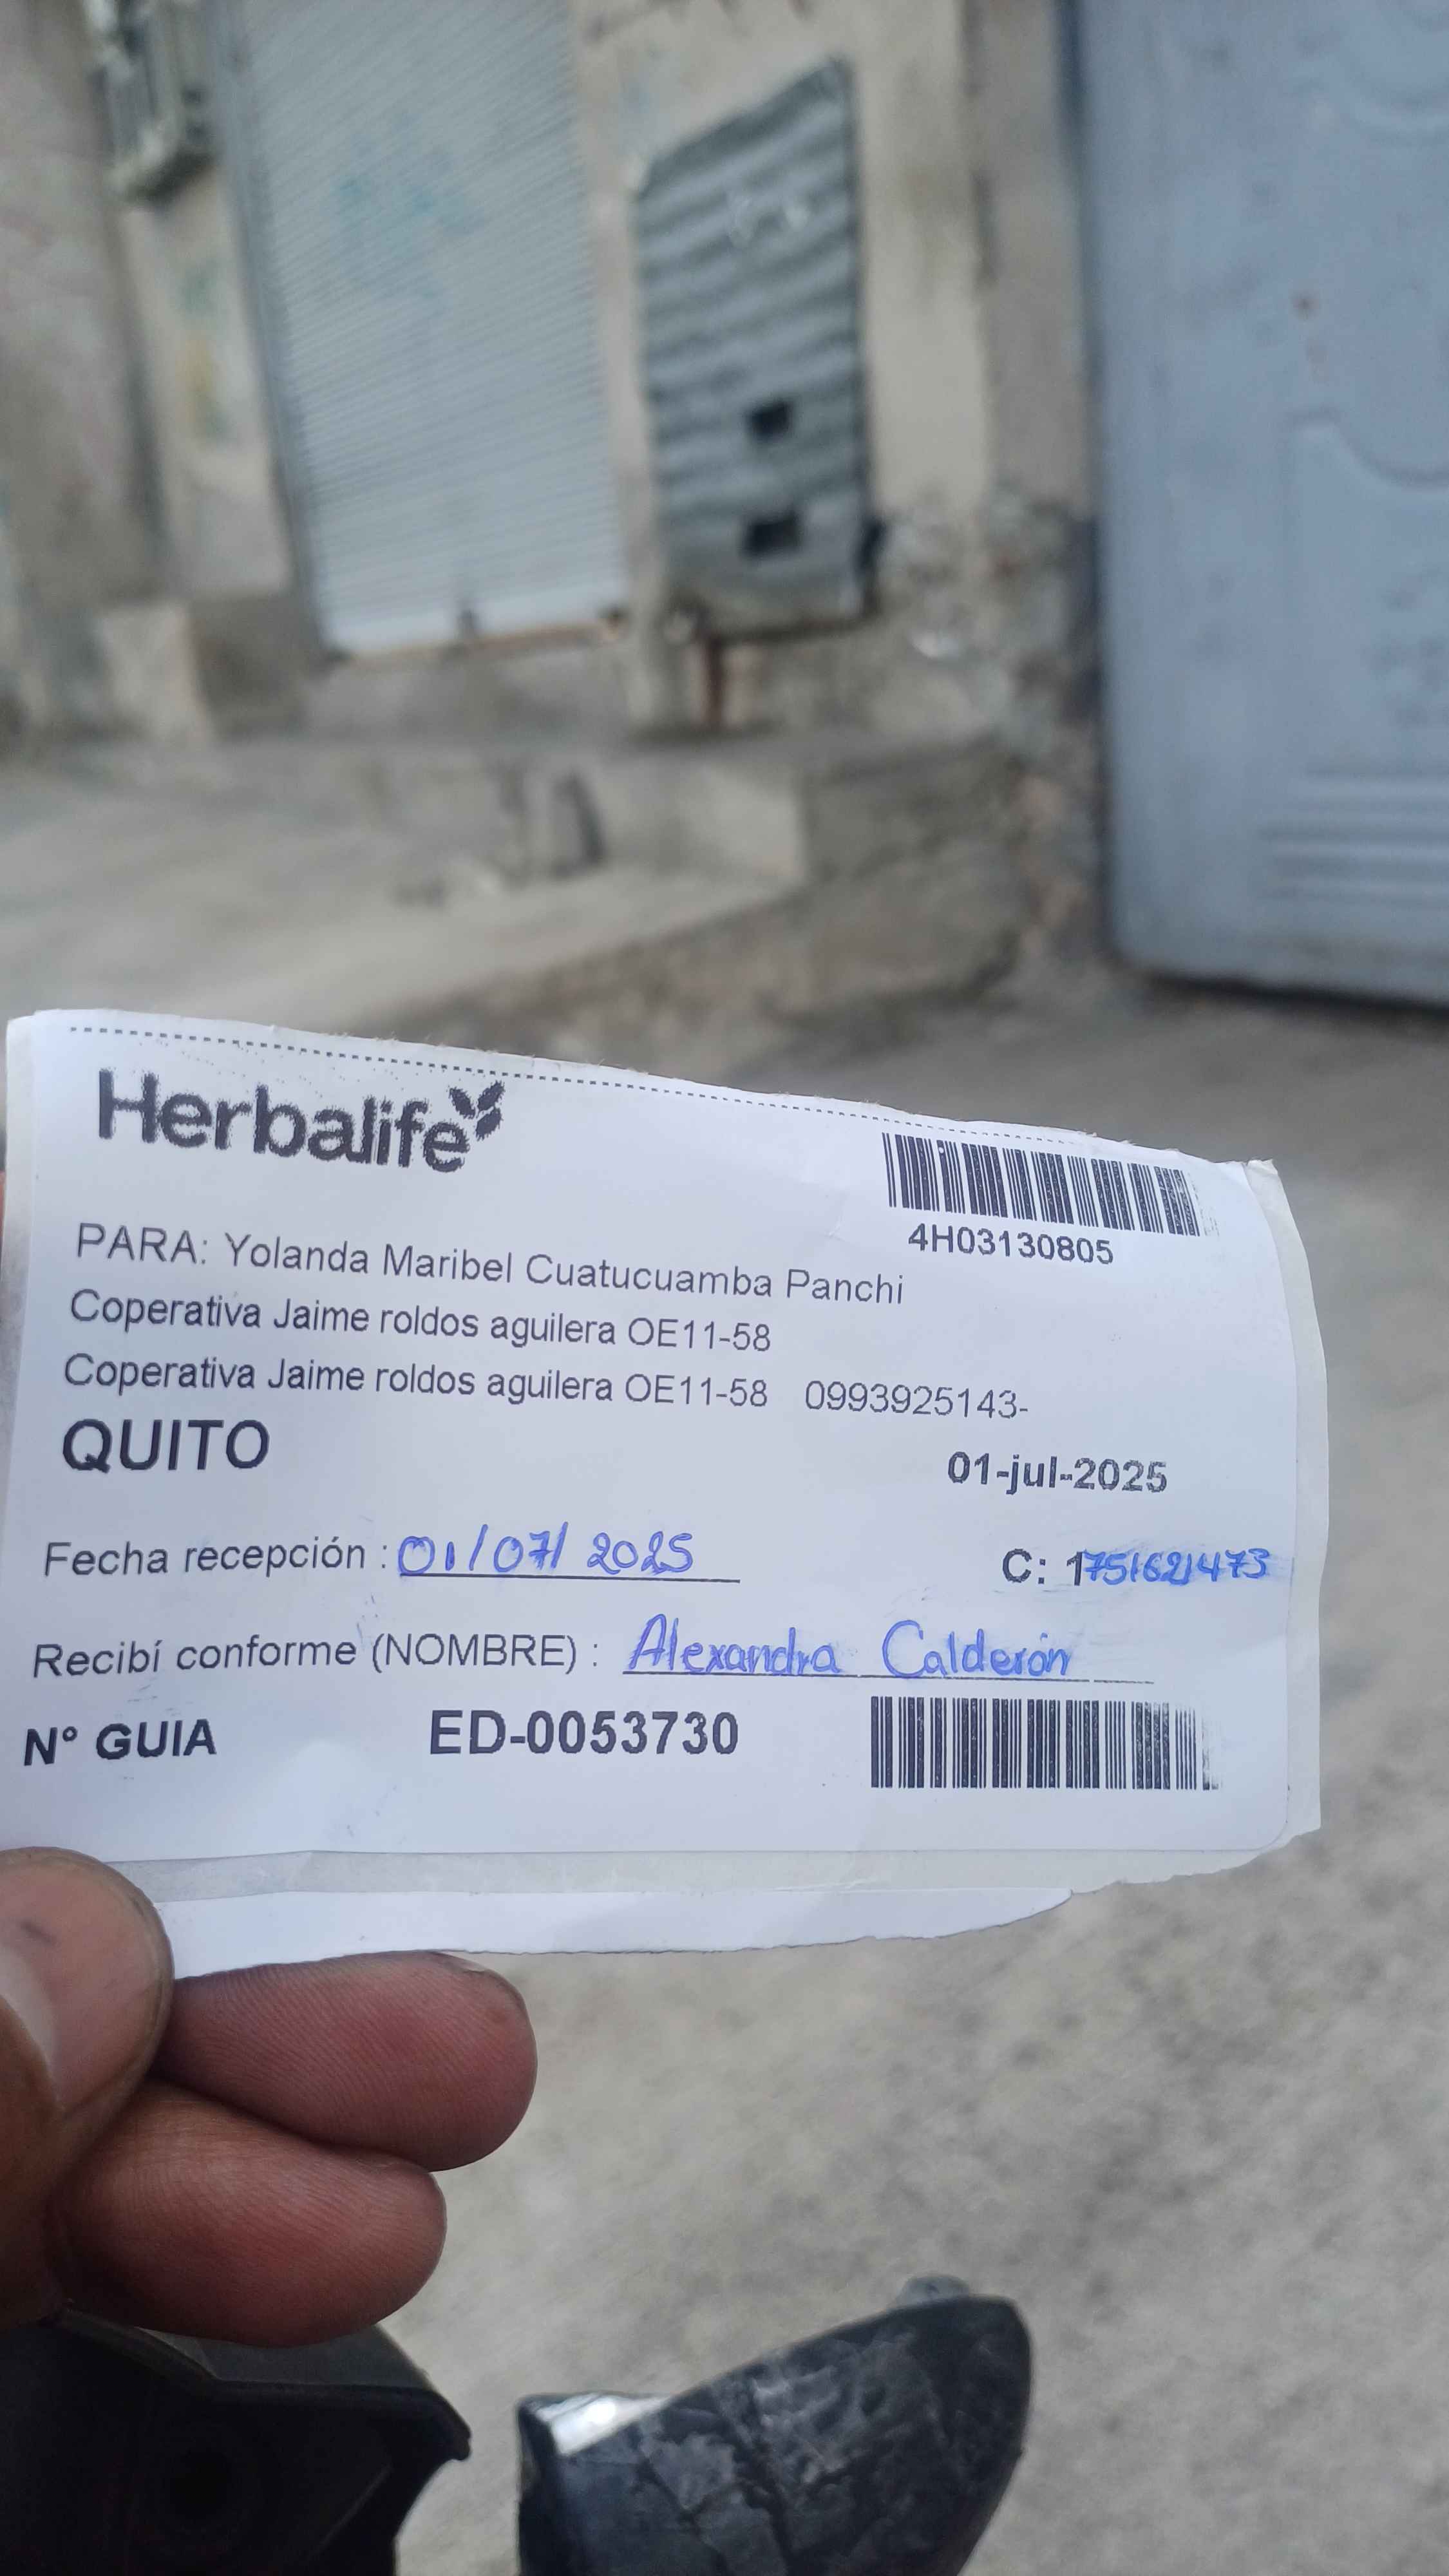 Herbalife
4H03130805
PARA: Yolanda Maribel Cuatucuamba Panchi
Coperativa Jaime roldos aguilera OE11-58
Coperativa Jaime roldos aguilera OE11-58 0993925143-
QUITO
01-jul-2025
Fecha recepción : 01/07/2025
C: 1751621473
Recibí conforme (NOMBRE) : Alexandra Calderón
N° GUIA ED-0053730